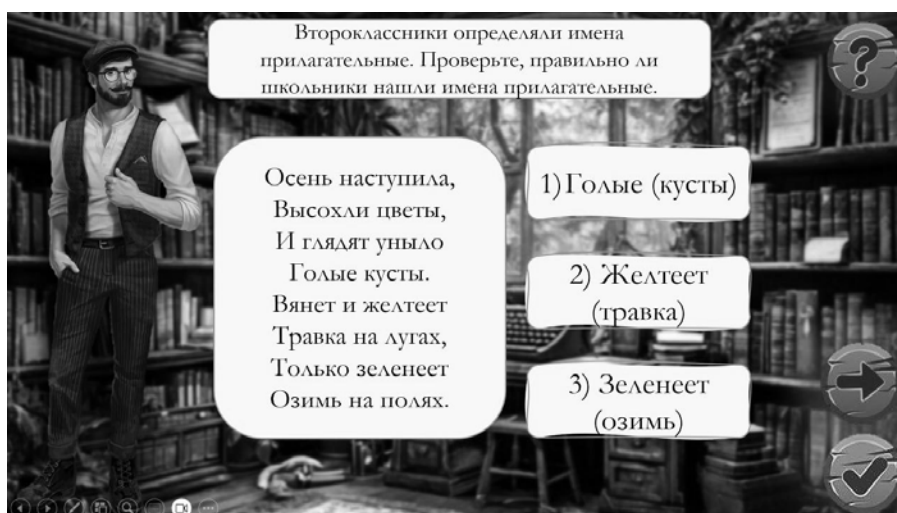 Второклассники определяли имена
прилагательные. Проверьте, правильно ли
школьники нашли имена прилагательные.
Осень наступила,
Высохли цветы,
И глядят уныло
Голые кусты.
Вянет и желтеет
Травка на лугах,
Только зеленеет
Озимь на полях.
1) Голые (кусты)
2) Желтеет
(травка)
3) Зеленеет
(озимь)
?